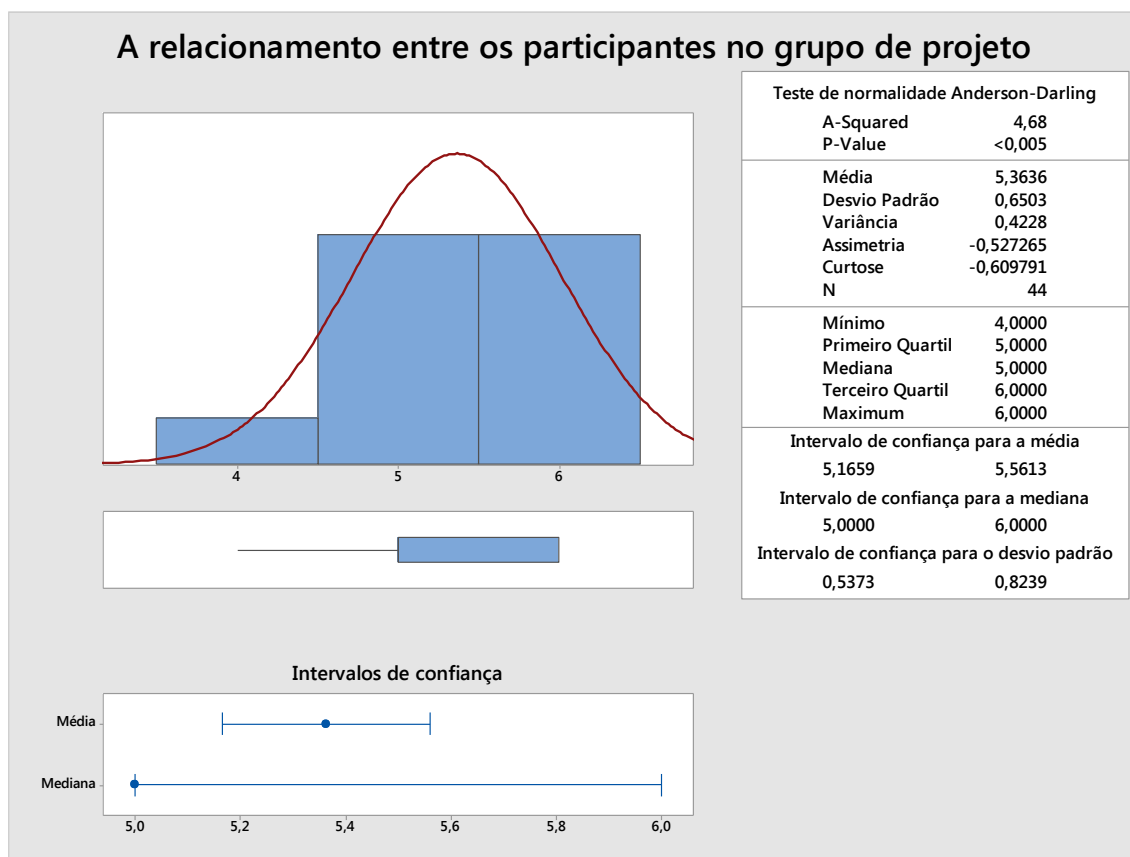 A relacionamento entre os participantes no grupo de projeto
4 5 6
Intervalos de confiança
Média
Mediana
5,0 5,2 5,4 5,6 5,8 6,0
Teste de normalidade Anderson-Darling
A-Squared 4,68
P-Value <0,005
Média 5,3636
Desvio Padrão 0,6503
Variância 0,4228
Assimetria -0,527265
Curtose -0,609791
N 44
Mínimo 4,0000
Primeiro Quartil 5,0000
Mediana 5,0000
Terceiro Quartil 6,0000
Maximum 6,0000
Intervalo de confiança para a média
5,1659 5,5613
Intervalo de confiança para a mediana
5,0000 6,0000
Intervalo de confiança para o desvio padrão
0,5373 0,8239